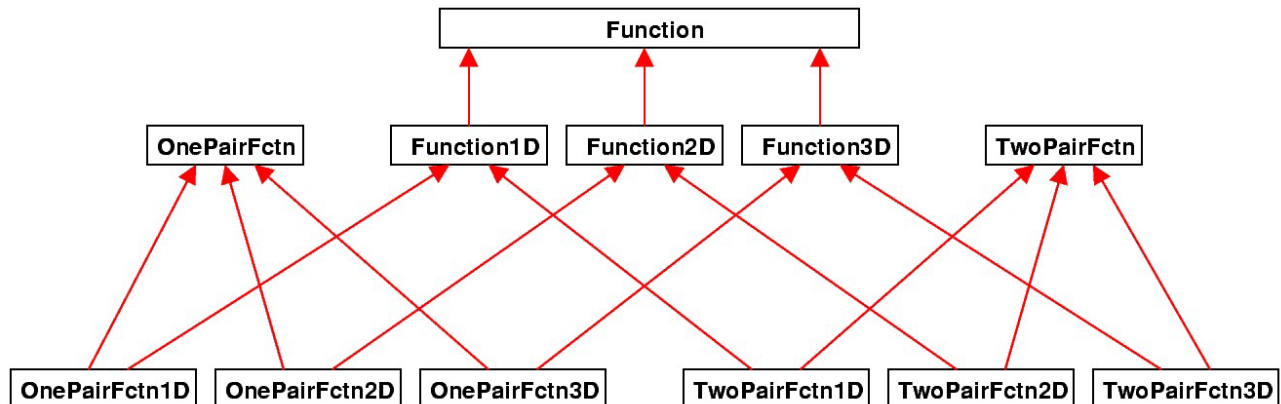 Function
OnePairFctn
Function1D
Function2D
Function3D
TwoPairFctn
OnePairFctn1D
OnePairFctn2D
OnePairFctn3D
TwoPairFctn1D
TwoPairFctn2D
TwoPairFctn3D